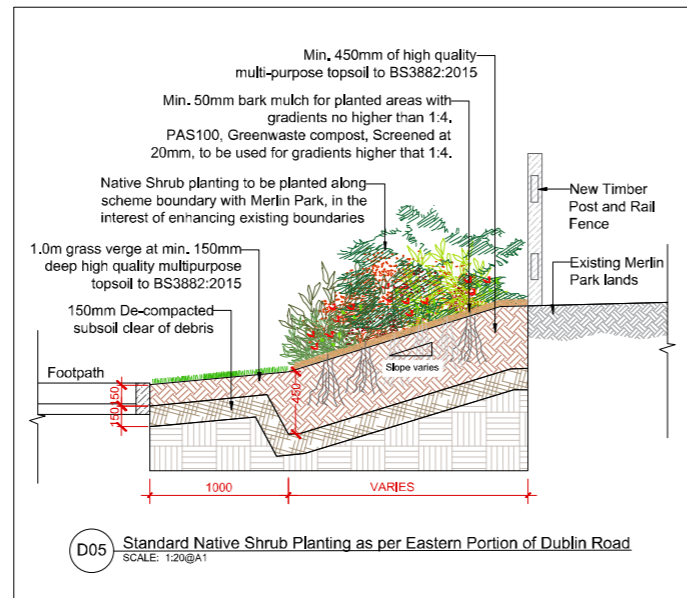 Min. 450mm of high quality
multi-purpose topsoil to BS3882:2015
Min. 50mm bark mulch for planted areas with
gradients no higher than 1:4.
PAS100, Greenwaste compost, Screened at
20mm, to be used for gradients higher that 1:4.
Native Shrub planting to be planted along
scheme boundary with Merlin Park, in the
interest of enhancing existing boundaries
New Timber
Post and Rail
Fence
1.0m grass verge at min. 150mm
deep high quality multipurpose
topsoil to BS3882:2015
Existing Merlin
Park lands
150mm De-compacted
subsoil clear of debris
Footpath
Slope varies
150
150
450
1000
VARIES
D05
Standard Native Shrub Planting as per Eastern Portion of Dublin Road
SCALE: 1:20@A1